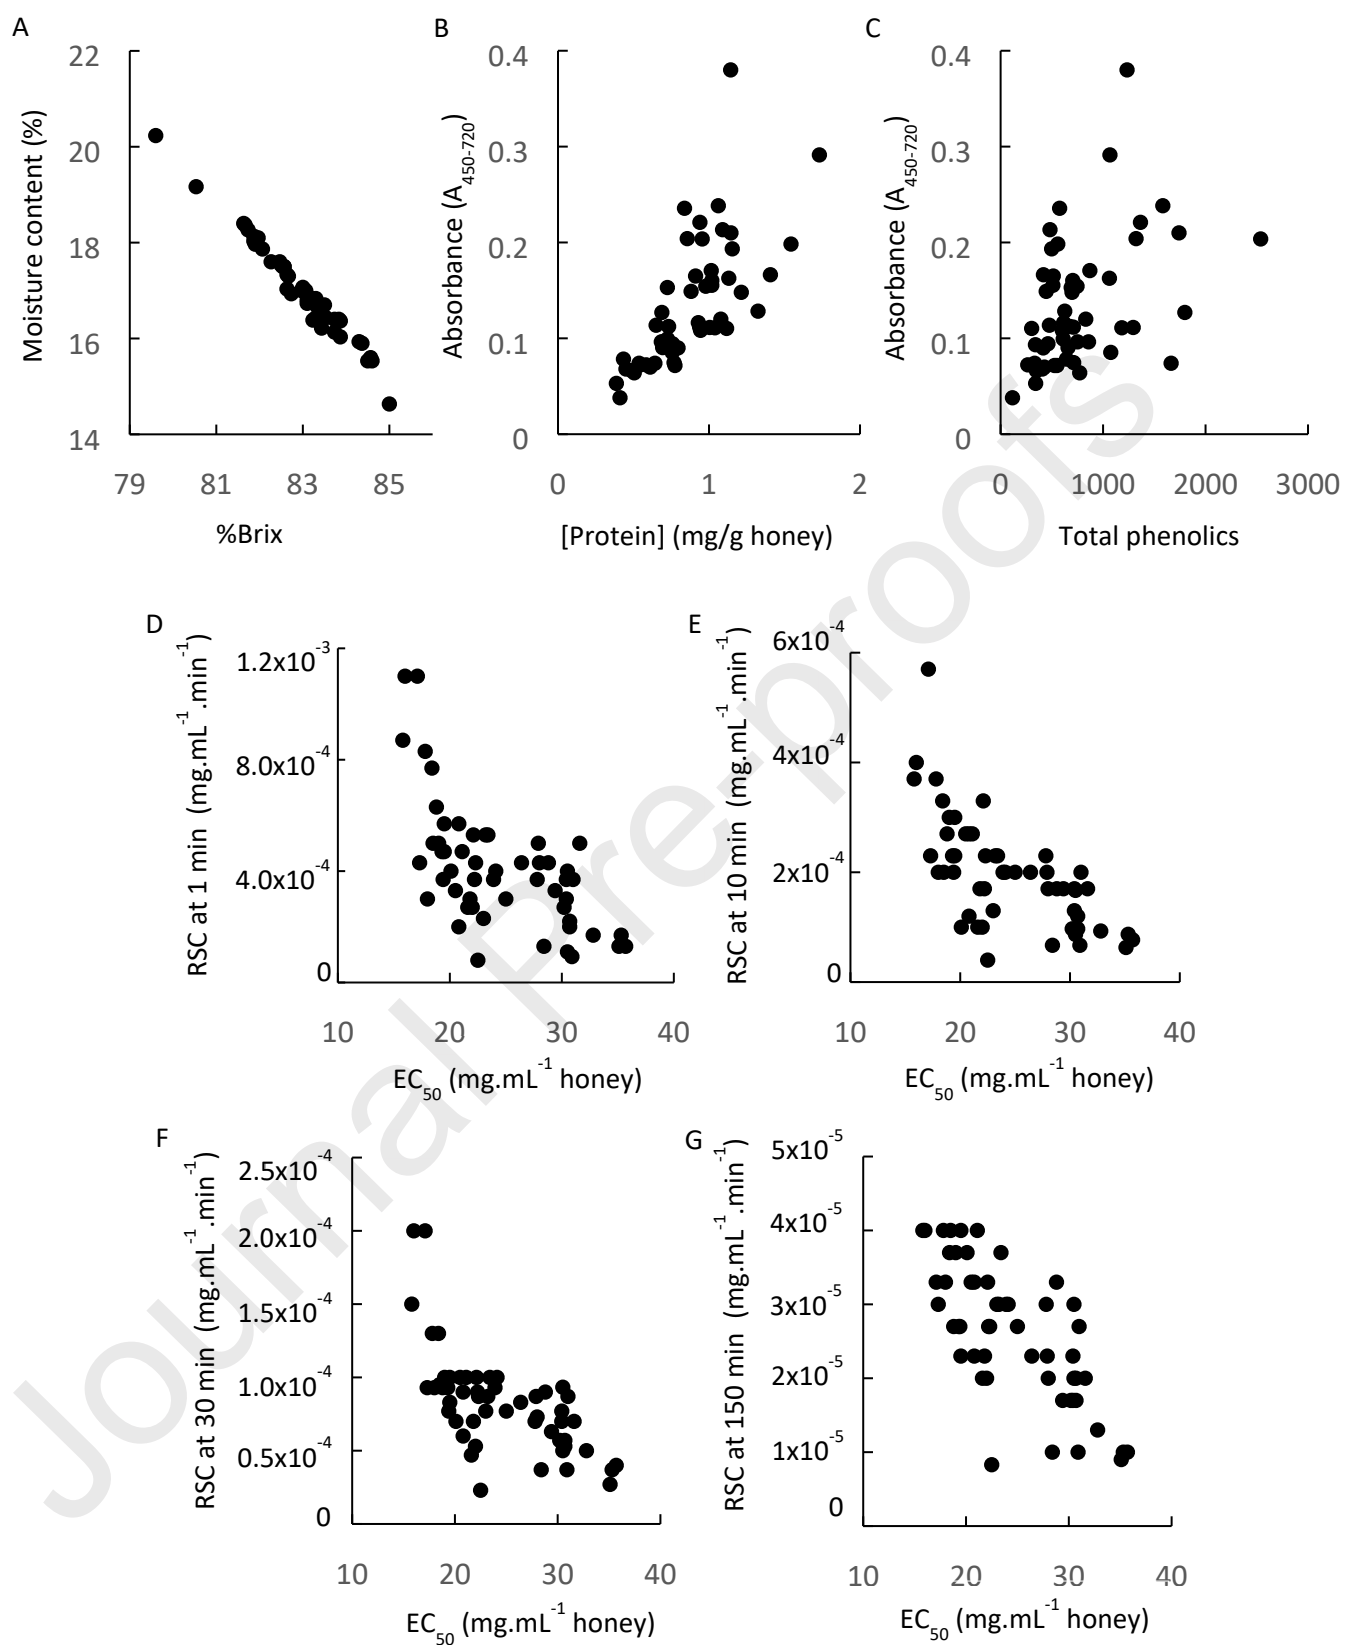 A
Moisture content (%)
22
20
18
16
14
79 81 83 85
%Brix
B
Absorbance (A450-720)
0.4
0.3
0.2
0.1
0
0 1 2
[Protein] (mg/g honey)
C
Absorbance (A450-720)
0.4
0.3
0.2
0.1
0
0 1000 2000 3000
Total phenolics
D
RSC at 1 min (mg.mL-1.min-1)
1.2x10-3
8.0x10-4
4.0x10-4
0
10 20 30 40
EC50 (mg.mL-1 honey)
E
RSC at 10 min (mg.mL-1.min-1)
6x10-4
4x10-4
2x10-4
0
10 20 30 40
EC50 (mg.mL-1 honey)
F
RSC at 30 min (mg.mL-1.min-1)
2.5x10-4
2.0x10-4
1.5x10-4
1.0x10-4
0.5x10-4
0
10 20 30 40
EC50 (mg.mL-1 honey)
G
RSC at 150 min (mg.mL-1.min-1)
5x10-5
4x10-5
3x10-5
2x10-5
1x10-5
0
10 20 30 40
EC50 (mg.mL-1 honey)
Journal Pre-proofs